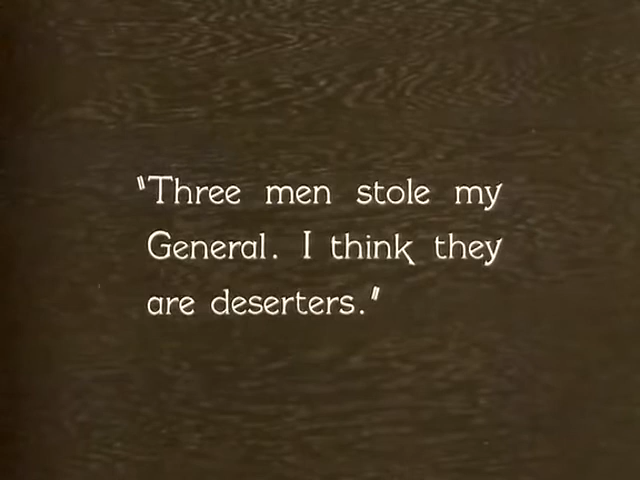 "Three men stole my
General. I think they
are deserters."